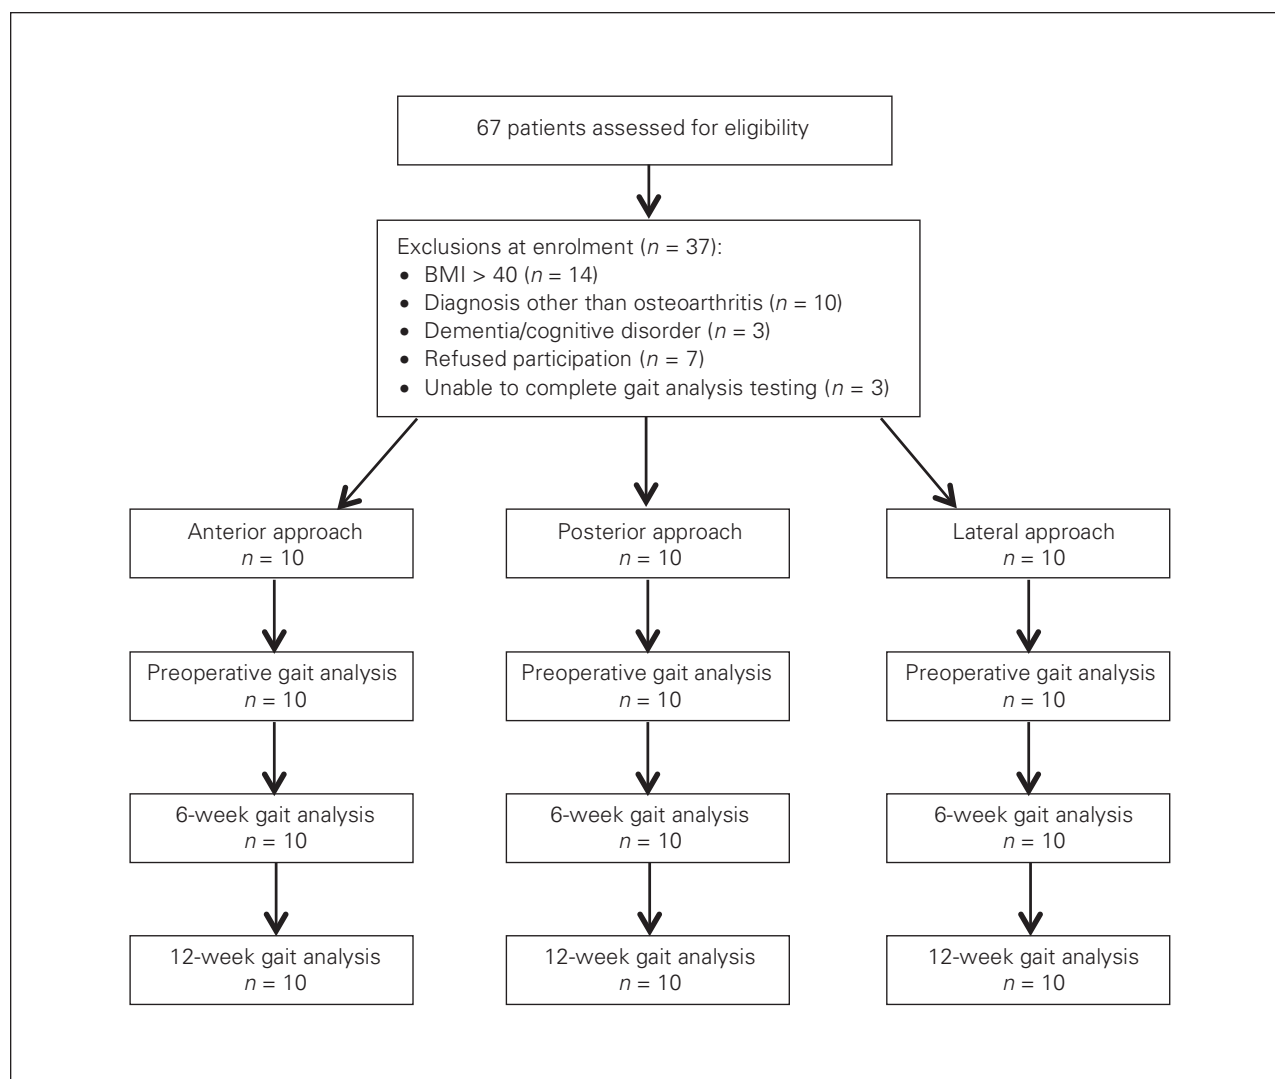 67 patients assessed for eligibility
Exclusions at enrolment (n = 37):
• BMI > 40 (n = 14)
• Diagnosis other than osteoarthritis (n = 10)
• Dementia/cognitive disorder (n = 3)
• Refused participation (n = 7)
• Unable to complete gait analysis testing (n = 3)
Anterior approach
n = 10
Posterior approach
n = 10
Lateral approach
n = 10
Preoperative gait analysis
n = 10
Preoperative gait analysis
n = 10
Preoperative gait analysis
n = 10
6-week gait analysis
n = 10
6-week gait analysis
n = 10
6-week gait analysis
n = 10
12-week gait analysis
n = 10
12-week gait analysis
n = 10
12-week gait analysis
n = 10